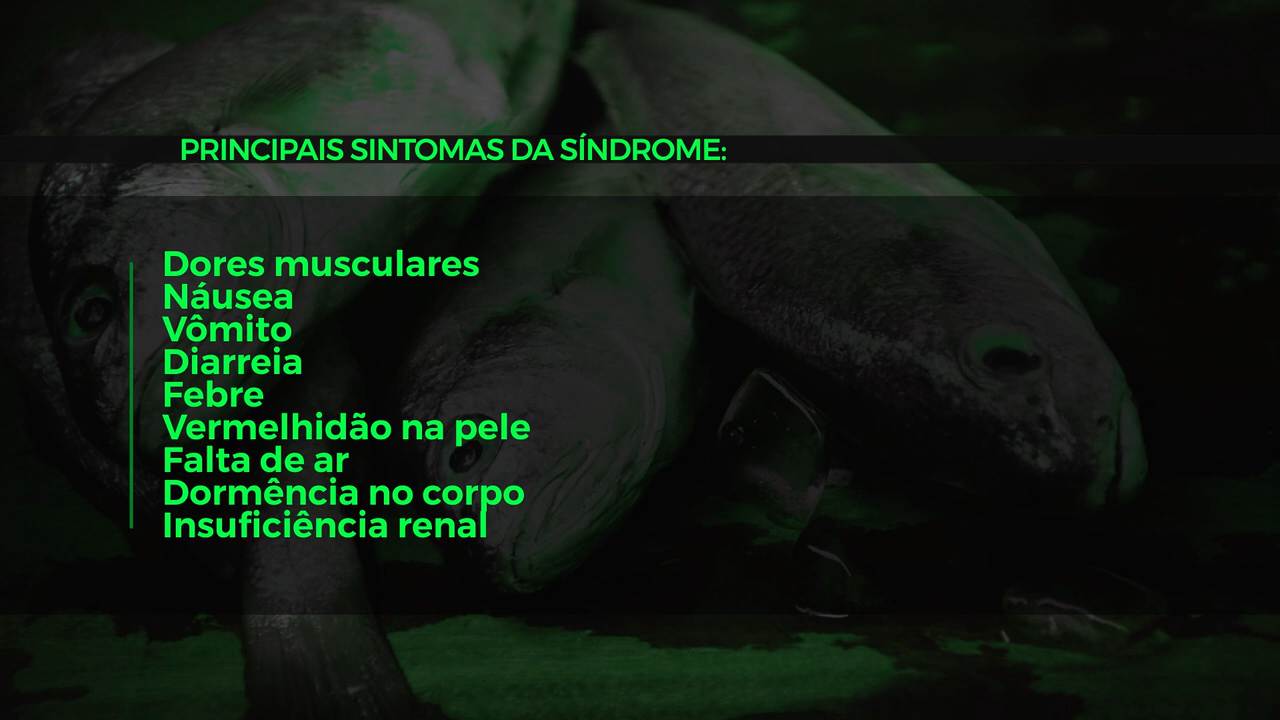 PRINCIPAIS SINTOMAS DA SÍNDROME:
Dores musculares
Náusea
Vômito
Diarreia
Febre
Vermelhidão na pele
Falta de ar
Dormência no corpo
Insuficiência renal